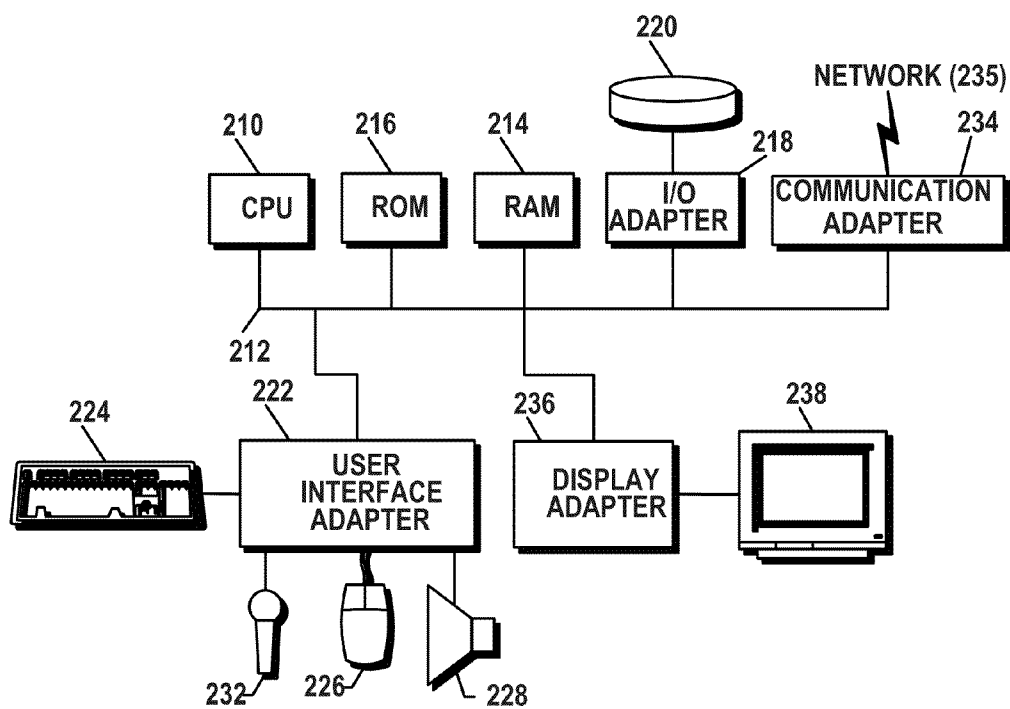 220
NETWORK (235)
210
216
214
218
234
CPU
ROM
RAM
I/O
ADAPTER
COMMUNICATION
ADAPTER
212
222
224
236
238
USER
INTERFACE
ADAPTER
DISPLAY
ADAPTER
232
226
228